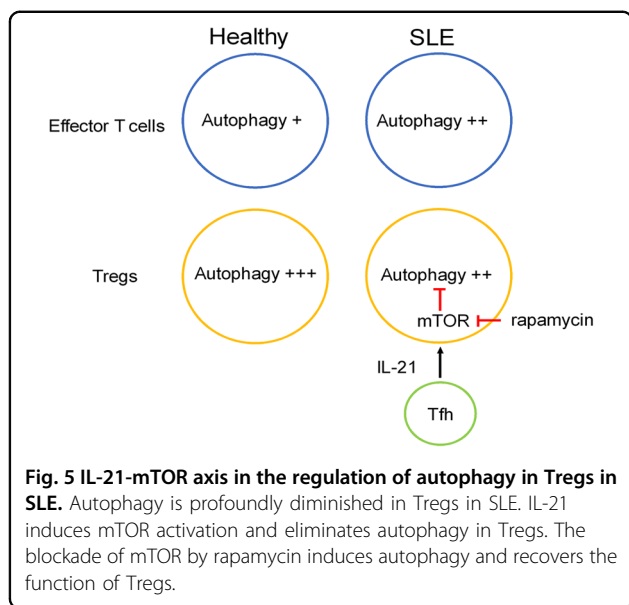 Healthy SLE
Effector T cells Autophagy + Autophagy ++
Tregs Autophagy +++ Autophagy ++
mTOR rapamycin
IL-21
Tfh
Fig. 5 IL-21-mTOR axis in the regulation of autophagy in Tregs in
SLE. Autophagy is profoundly diminished in Tregs in SLE. IL-21
induces mTOR activation and eliminates autophagy in Tregs. The
blockade of mTOR by rapamycin induces autophagy and recovers the
function of Tregs.